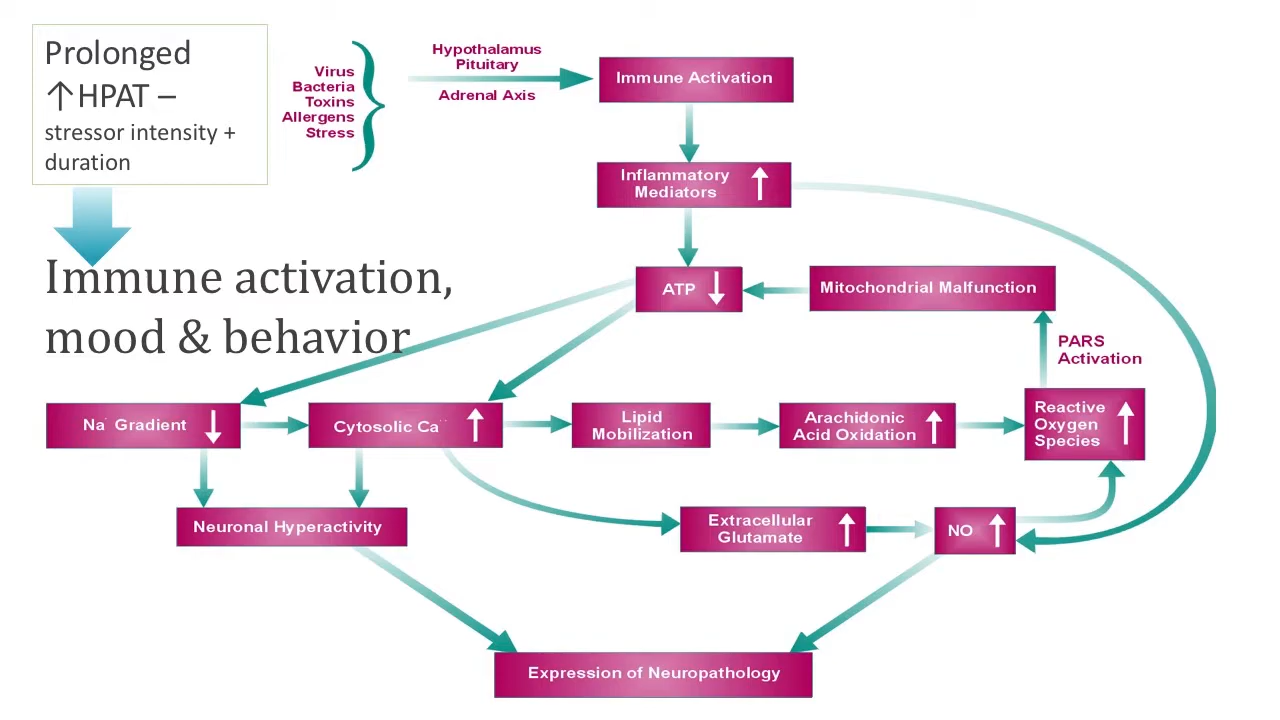 Prolonged
↑HPAT –
stressor intensity +
duration
Immune activation,
mood & behavior
Virus
Bacteria
Toxins
Allergens
Stress
Hypothalamus
Pituitary
Adrenal Axis
Immune Activation
Inflammatory
Mediators
ATP
Mitochondrial Malfunction
PARS
Activation
Na⁻ Gradient
Cytosolic Ca˙˙
Lipid
Mobilization
Arachidonic
Acid Oxidation
Reactive
Oxygen
Species
Neuronal Hyperactivity
Extracellular
Glutamate
NO
Expression of Neuropathology